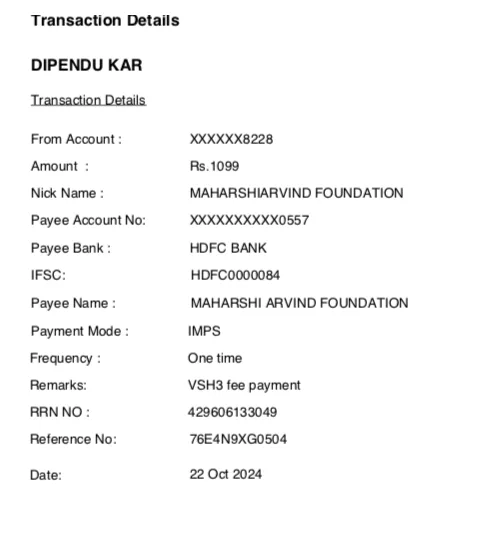 Transaction Details
DIPENDU KAR
Transaction Details
From Account : XXXXXX8228
Amount : Rs.1099
Nick Name : MAHARSHIARVIND FOUNDATION
Payee Account No: XXXXXXXXXX0557
Payee Bank : HDFC BANK
IFSC: HDFC0000084
Payee Name : MAHARSHI ARVIND FOUNDATION
Payment Mode : IMPS
Frequency : One time
Remarks: VSH3 fee payment
RRN NO : 429606133049
Reference No: 76E4N9XG0504
Date: 22 Oct 2024